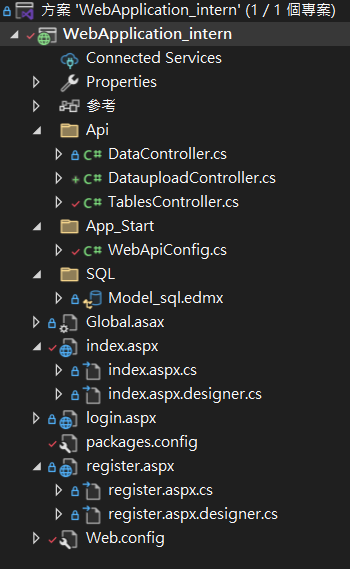 方案 'WebApplication_intern' (1 / 1 個專案)
WebApplication_intern
Connected Services
Properties
參考
Api
C# DataController.cs
C# DatauploadController.cs
C# TablesController.cs
App_Start
C# WebApiConfig.cs
SQL
Model_sql.edmx
Global.asax
index.aspx
index.aspx.cs
index.aspx.designer.cs
login.aspx
packages.config
register.aspx
register.aspx.cs
register.aspx.designer.cs
Web.config